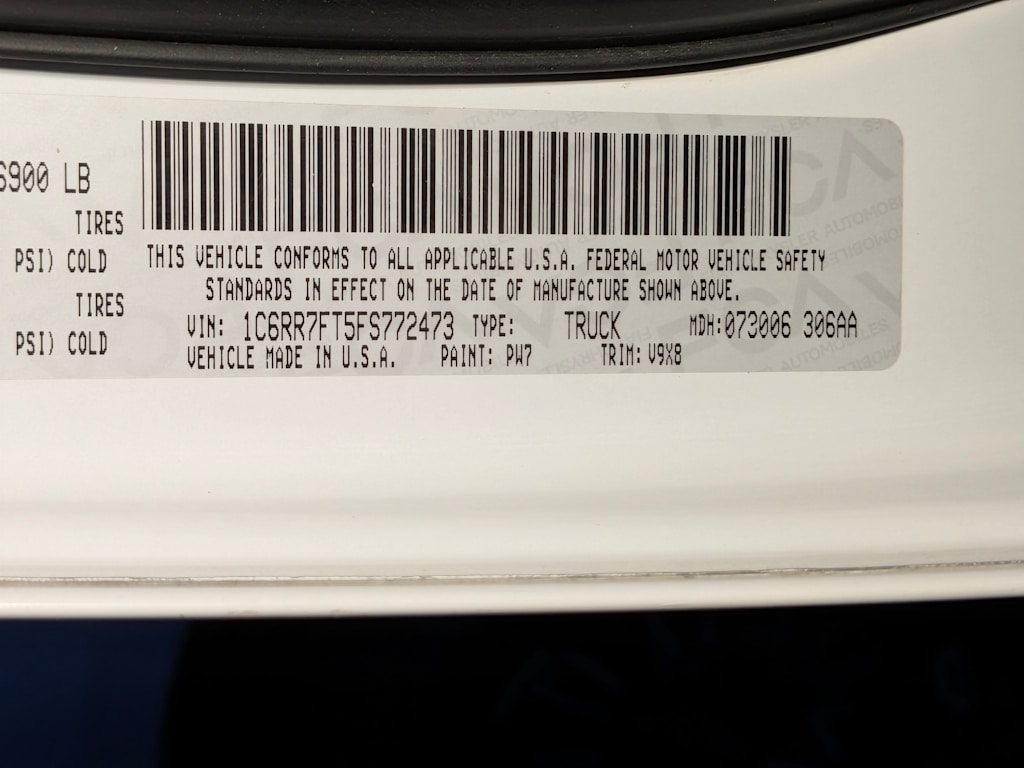 6900 LB
TIRES
PSI) COLD
TIRES
PSI) COLD
THIS VEHICLE CONFORMS TO ALL APPLICABLE U.S.A. FEDERAL MOTOR VEHICLE SAFETY
STANDARDS IN EFFECT ON THE DATE OF MANUFACTURE SHOWN ABOVE.
VIN: 1C6RR7FT5FS772473 TYPE: TRUCK MDH:073006 306AA
VEHICLE MADE IN U.S.A. PAINT: PW7 TRIM: V9X8